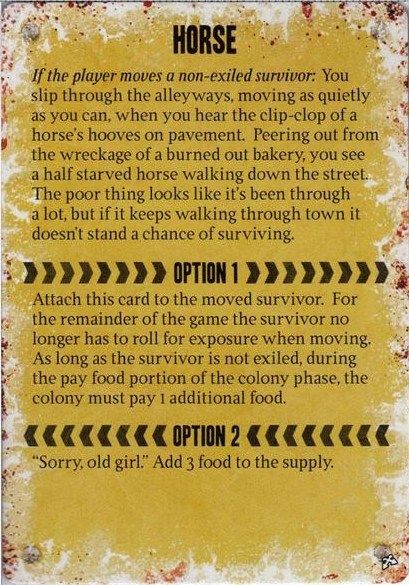 HORSE
If the player moves a non-exiled survivor: You
slip through the alleyways, moving as quietly
as you can, when you hear the clip-clop of a
horse's hooves on pavement. Peering out from
the wreckage of a burned out bakery, you see
a half starved horse walking down the street.
The poor thing looks like it's been through
a lot, but if it keeps walking through town it
doesn't stand a chance of surviving.
OPTION 1
Attach this card to the moved survivor. For
the remainder of the game the survivor no
longer has to roll for exposure when moving.
As long as the survivor is not exiled, during
the pay food portion of the colony phase, the
colony must pay 1 additional food.
OPTION 2
“Sorry, old girl.” Add 3 food to the supply.